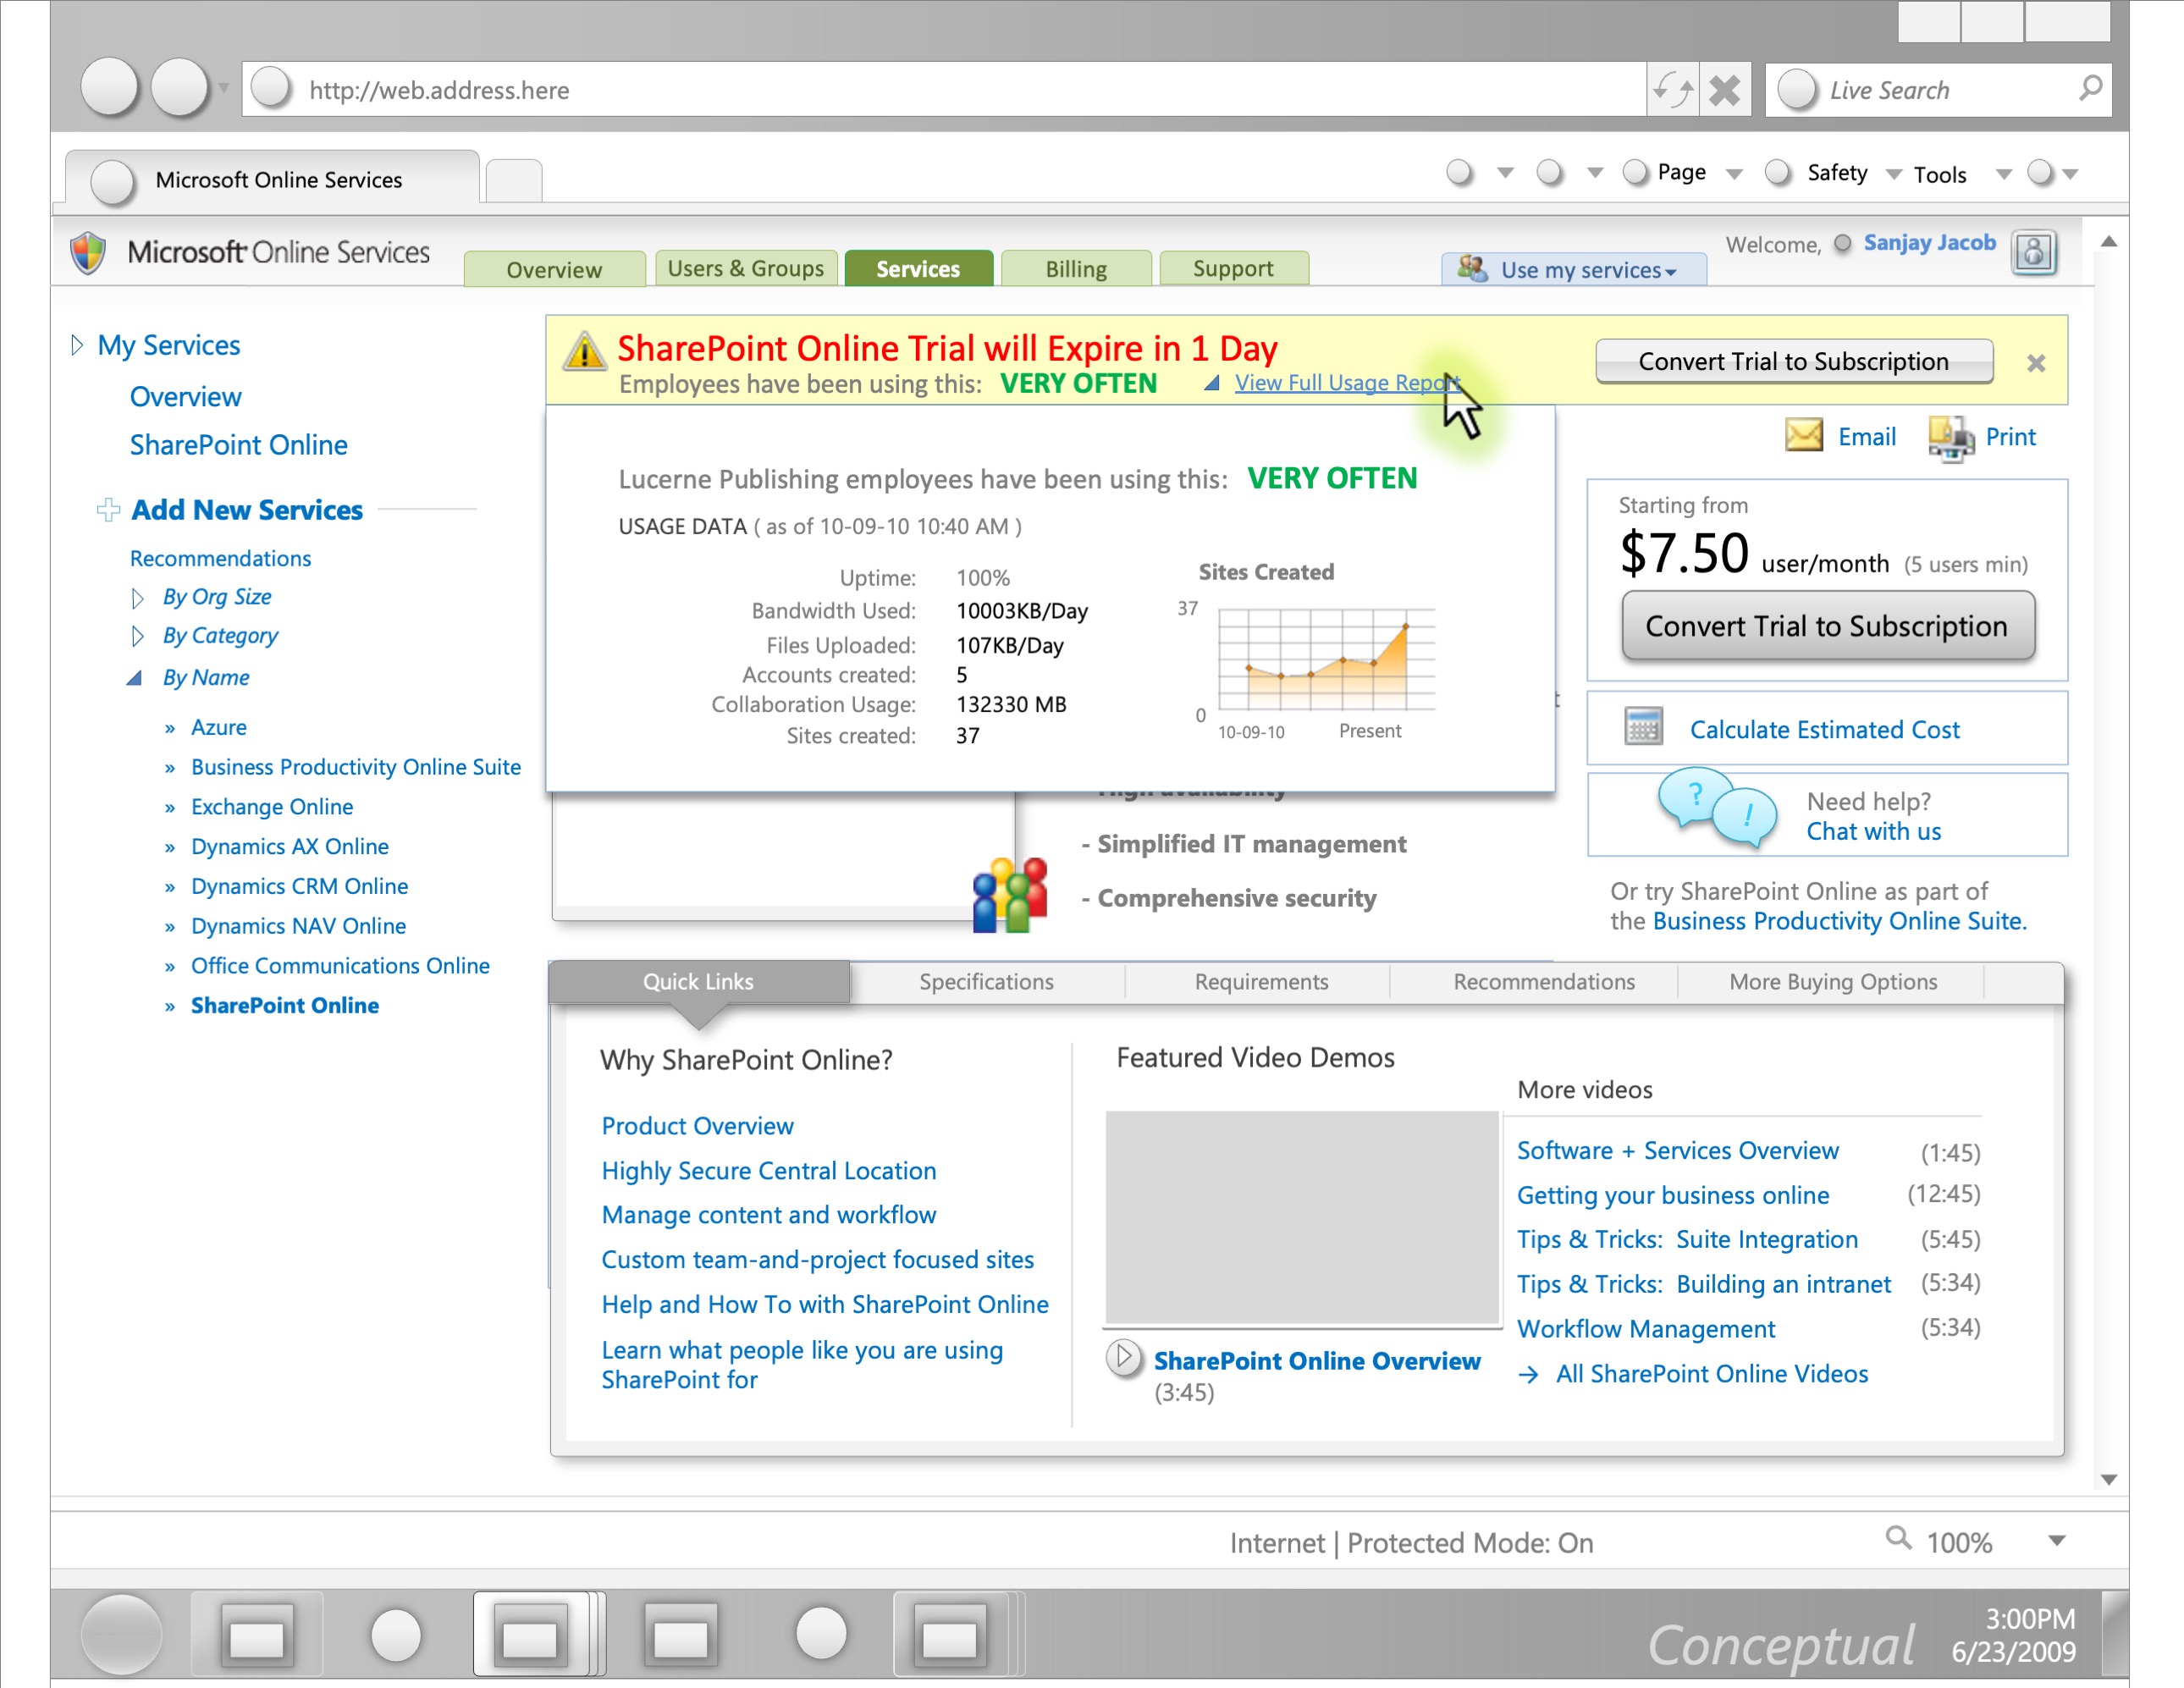 http://web.address.here
Live Search
Microsoft Online Services
Page
Safety
Tools
Microsoft Online Services
Overview
Users & Groups
Services
Billing
Support
Use my services
Welcome, Sanjay Jacob
My Services
Overview
SharePoint Online
Add New Services
Recommendations
By Org Size
By Category
By Name
» Azure
» Business Productivity Online Suite
» Exchange Online
» Dynamics AX Online
» Dynamics CRM Online
» Dynamics NAV Online
» Office Communications Online
» SharePoint Online
SharePoint Online Trial will Expire in 1 Day
Employees have been using this: VERY OFTEN
View Full Usage Report
Convert Trial to Subscription
Lucerne Publishing employees have been using this: VERY OFTEN
USAGE DATA ( as of 10-09-10 10:40 AM )
Uptime: 100%
Bandwidth Used: 10003KB/Day
Files Uploaded: 107KB/Day
Accounts created: 5
Collaboration Usage: 132330 MB
Sites created: 37
Sites Created
37
0
10-09-10
Present
- High availability
- Simplified IT management
- Comprehensive security
Email
Print
Starting from
$7.50 user/month (5 users min)
Convert Trial to Subscription
Calculate Estimated Cost
? !
Need help?
Chat with us
Or try SharePoint Online as part of
the Business Productivity Online Suite.
Quick Links
Specifications
Requirements
Recommendations
More Buying Options
Why SharePoint Online?
Product Overview
Highly Secure Central Location
Manage content and workflow
Custom team-and-project focused sites
Help and How To with SharePoint Online
Learn what people like you are using
SharePoint for
Featured Video Demos
SharePoint Online Overview
(3:45)
More videos
Software + Services Overview (1:45)
Getting your business online (12:45)
Tips & Tricks: Suite Integration (5:45)
Tips & Tricks: Building an intranet (5:34)
Workflow Management (5:34)
→ All SharePoint Online Videos
Internet | Protected Mode: On
100%
Conceptual
3:00PM
6/23/2009